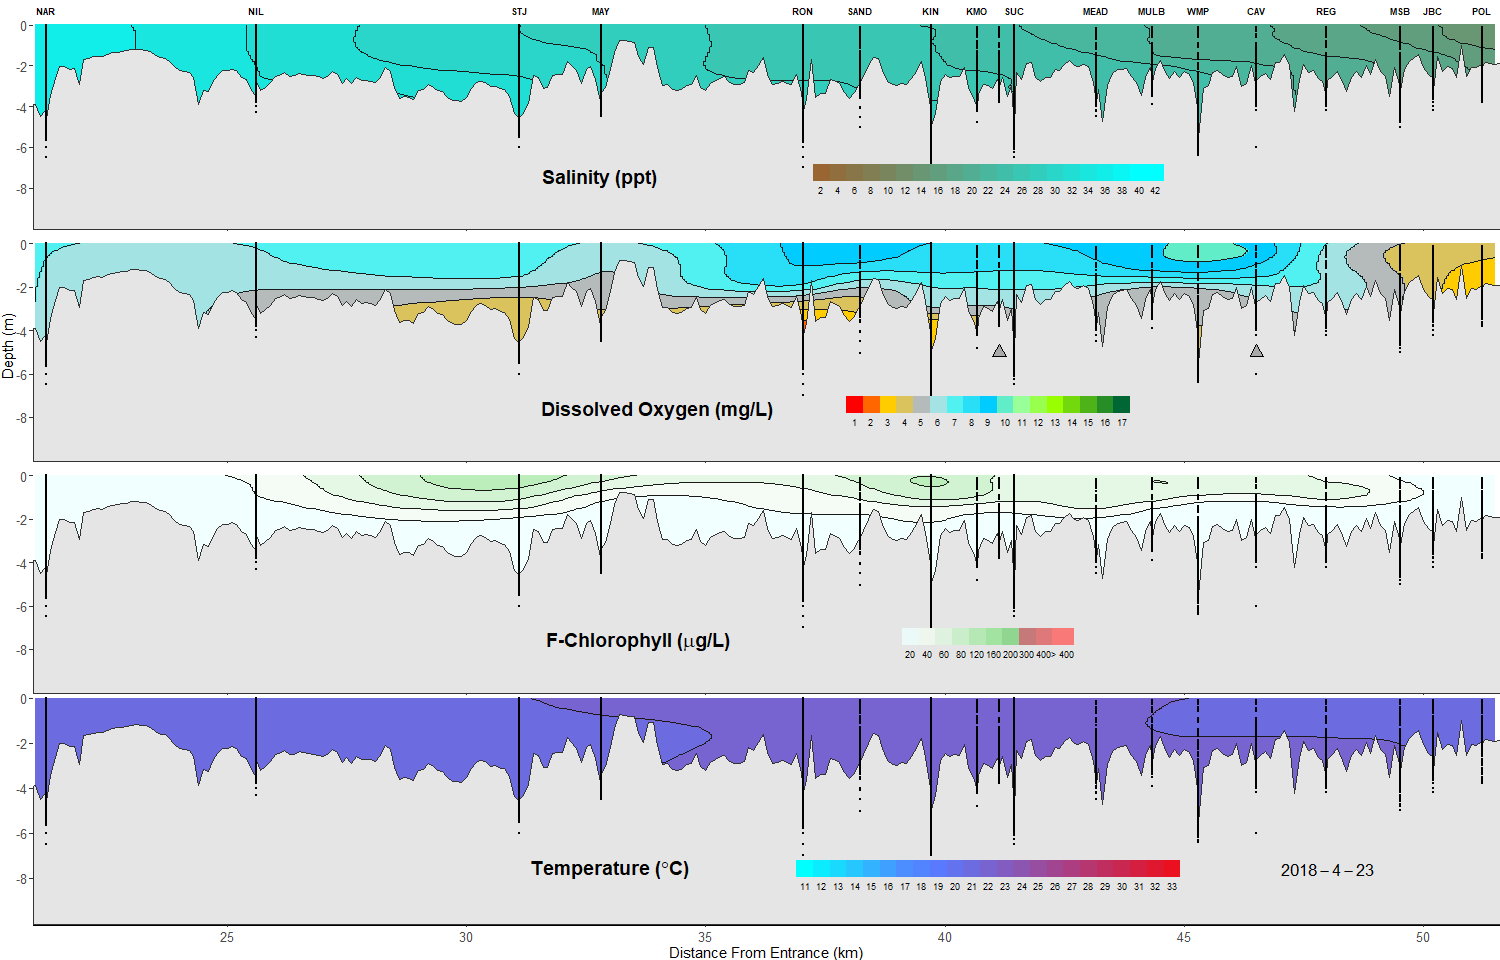 NAR NIL STJ MAY RON SAND KIN KMO SUC MEAD MULB WMP CAV REG MSB JBC POL
0
-2
-4
-6
-8
Salinity (ppt)
2 4 6 8 10 12 14 16 18 20 22 24 26 28 30 32 34 36 38 40 42
0
-2
-4
-6
-8
Dissolved Oxygen (mg/L)
1 2 3 4 5 6 7 8 9 10 11 12 13 14 15 16 17
Depth (m)
0
-2
-4
-6
-8
F-Chlorophyll (μg/L)
20 40 60 80 120 160 200 300 400> 400
0
-2
-4
-6
-8
Temperature (°C)
11 12 13 14 15 16 17 18 19 20 21 22 23 24 25 26 27 28 29 30 31 32 33
2018 – 4 – 23
25 30 35 40 45 50
Distance From Entrance (km)